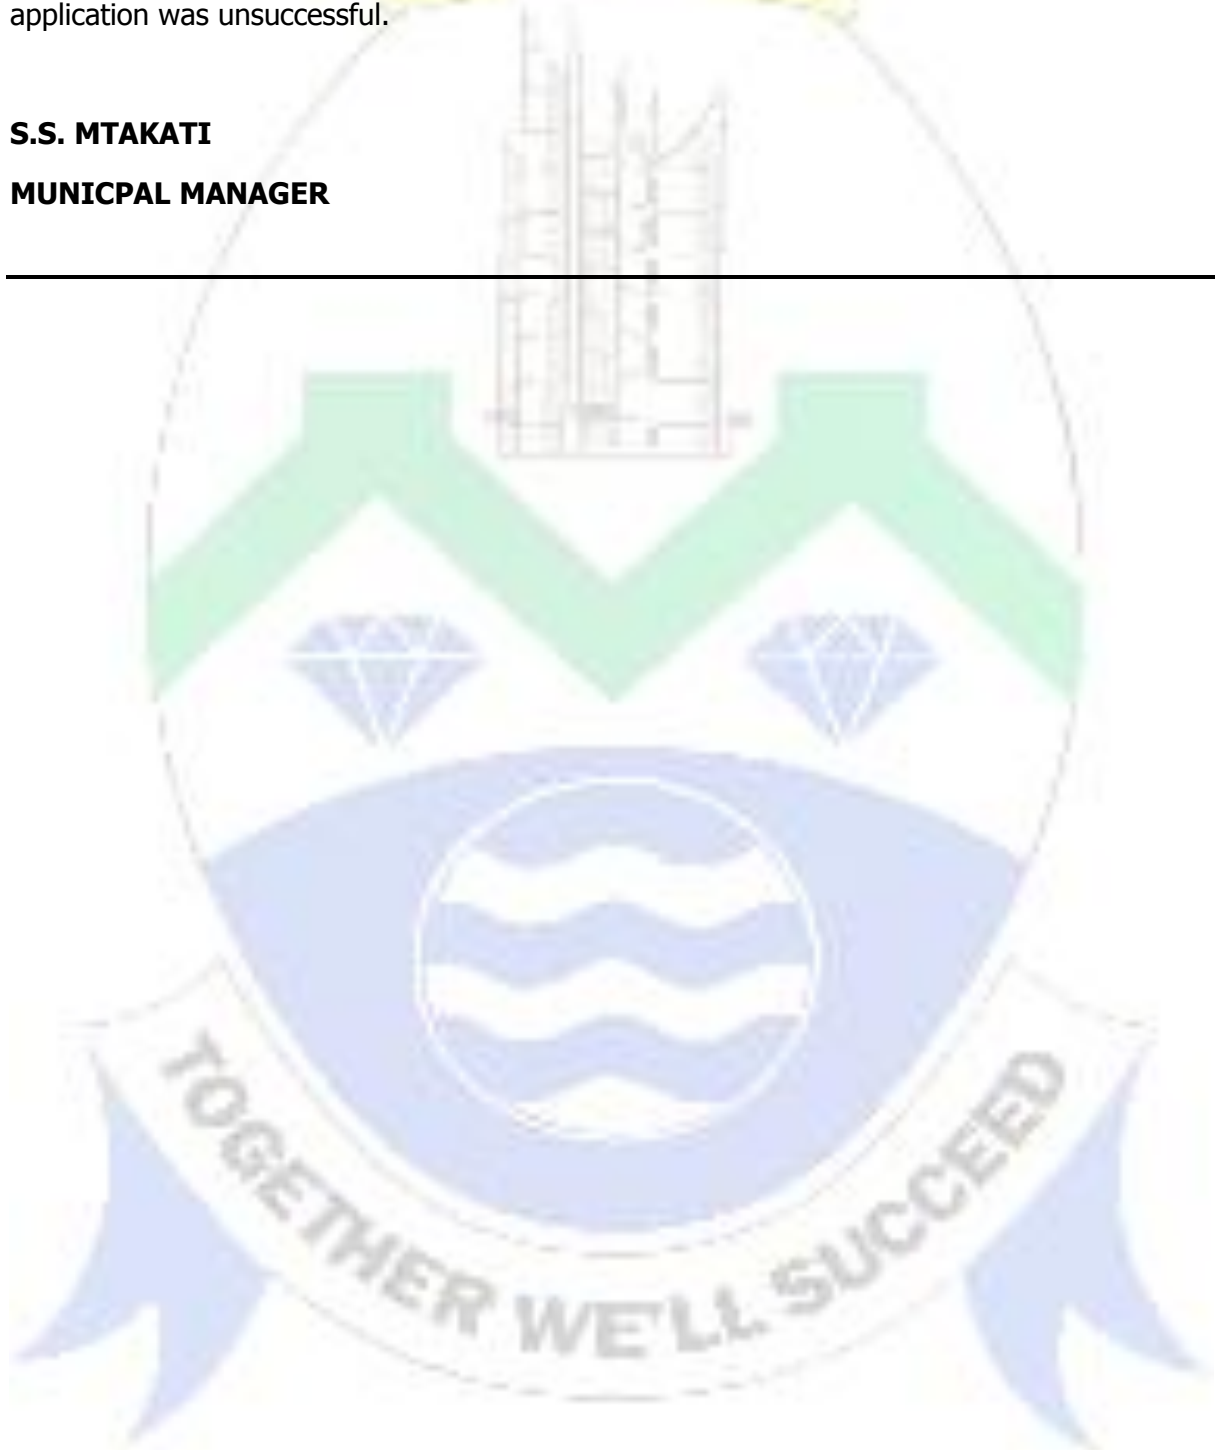 application was unsuccessful.
S.S. MTAKATI
MUNICPAL MANAGER
TOGETHER WE'LL SUCCEED